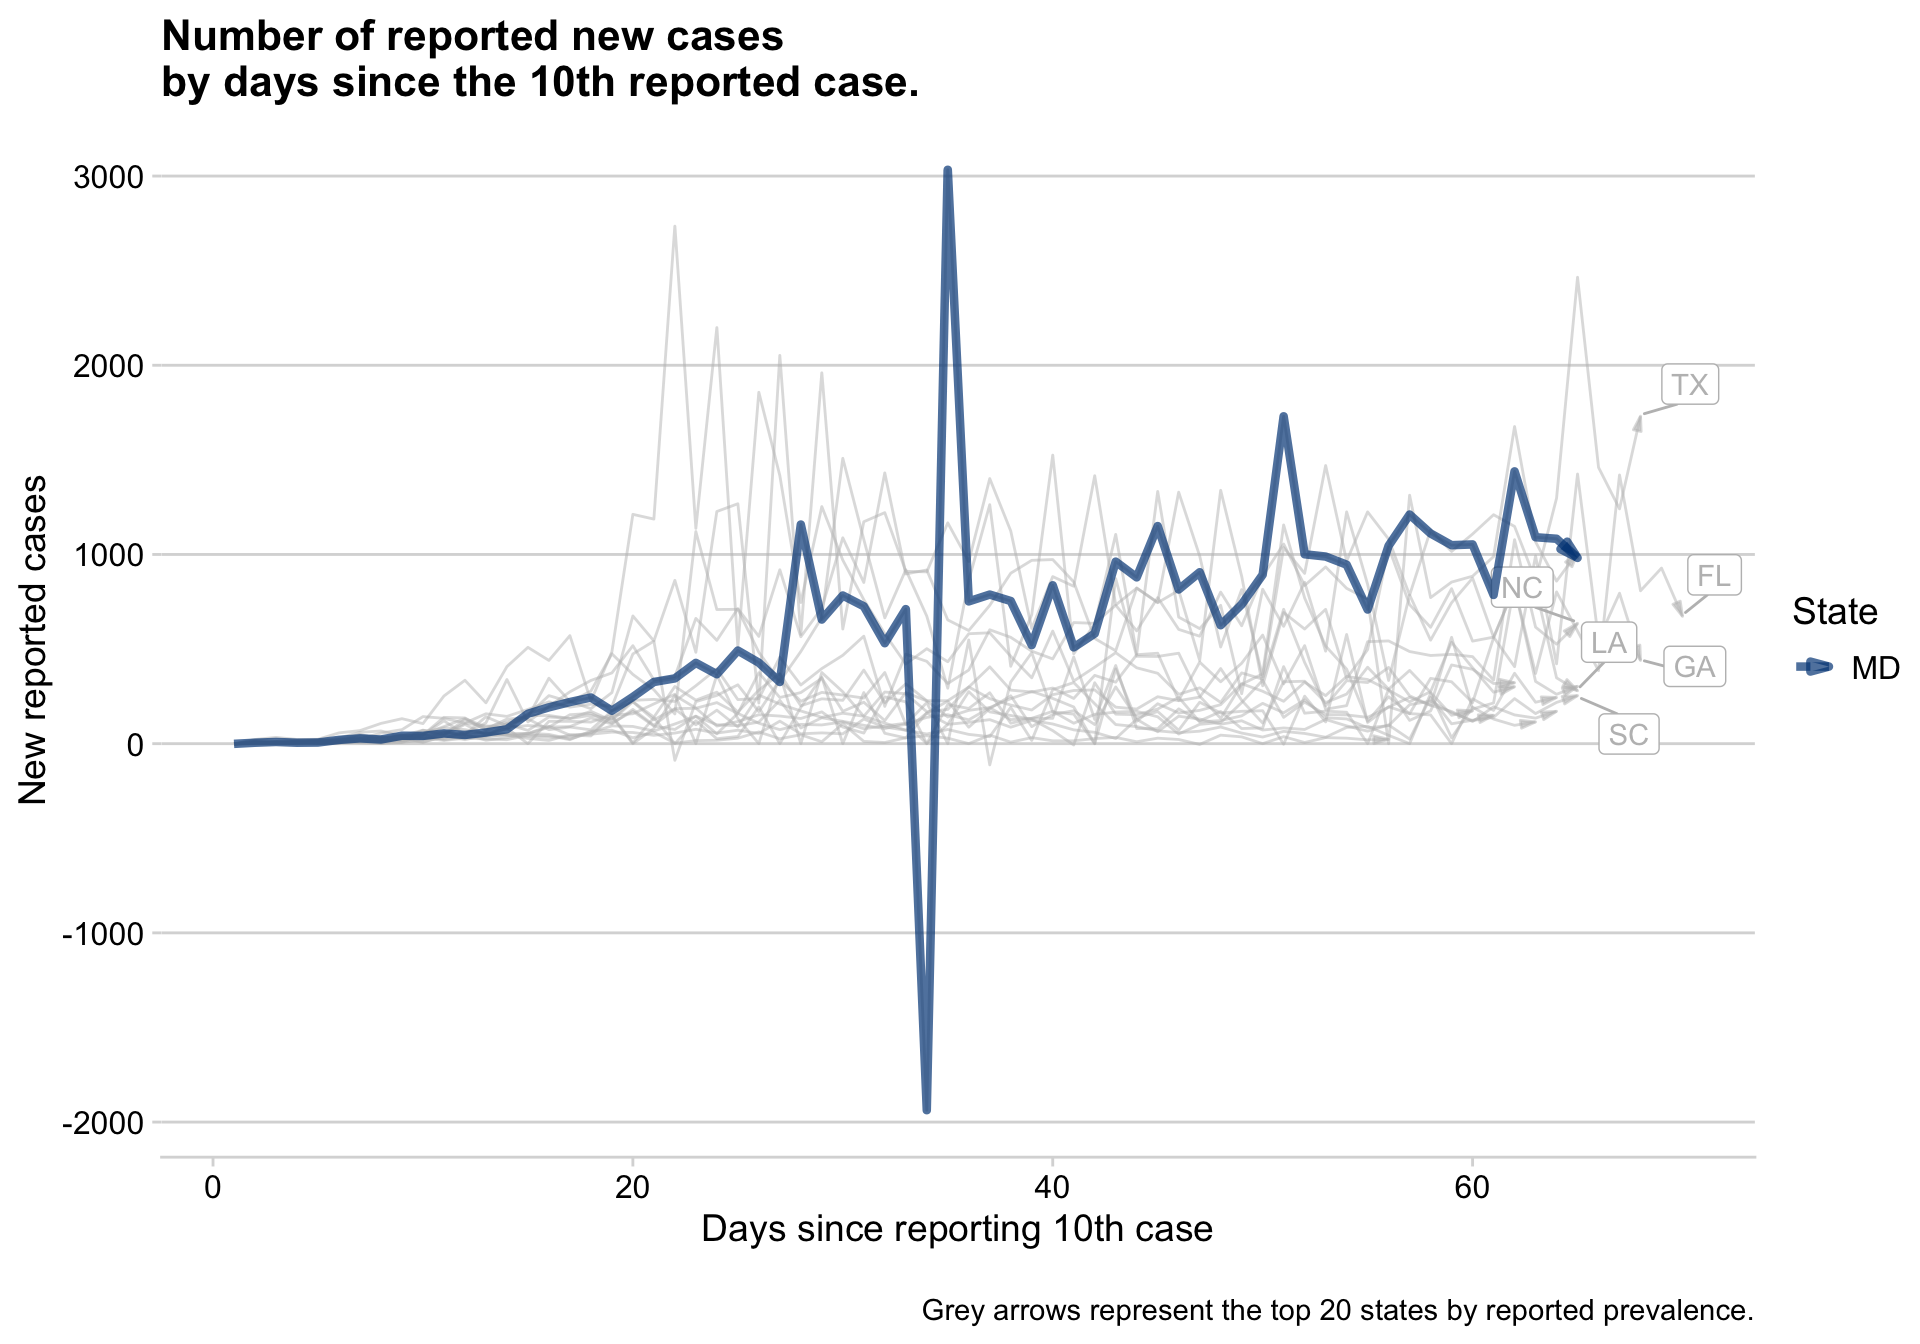 Number of reported new cases
by days since the 10th reported case.
3000
2000
1000
0
-1000
-2000
New reported cases
TX
FL
NC
LA
GA
SC
State
MD
0
20
40
60
Days since reporting 10th case
Grey arrows represent the top 20 states by reported prevalence.